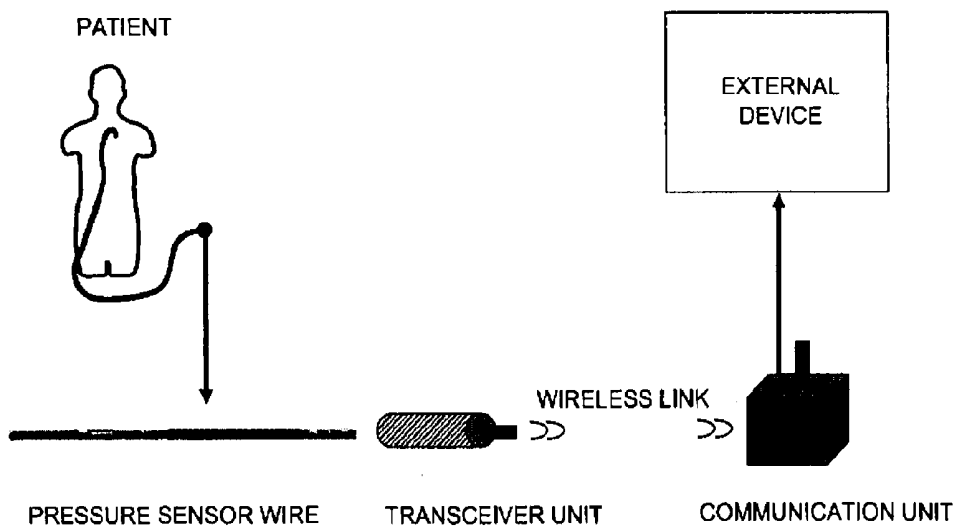 PATIENT
EXTERNAL
DEVICE
WIRELESS LINK
PRESSURE SENSOR WIRE
TRANSCEIVER UNIT
COMMUNICATION UNIT